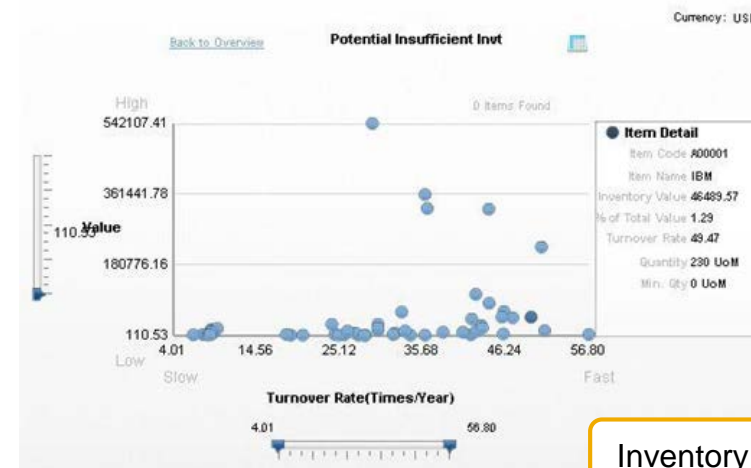 Currency: US
Back to Overview
Potential Insufficient Invt
High
0 Items Found
542107.41
361441.78
180776.16
110.53
Value
110.53
4.01
14.56
25.12
35.68
46.24
56.80
Low
Slow
Fast
Turnover Rate(Times/Year)
4.01
56.80
Item Detail
Item Code A00001
Item Name IBM
Inventory Value 46489.57
% of Total Value 1.29
Turnover Rate 49.47
Quantity 230 UoM
Min. Qty 0 UoM
Inventory